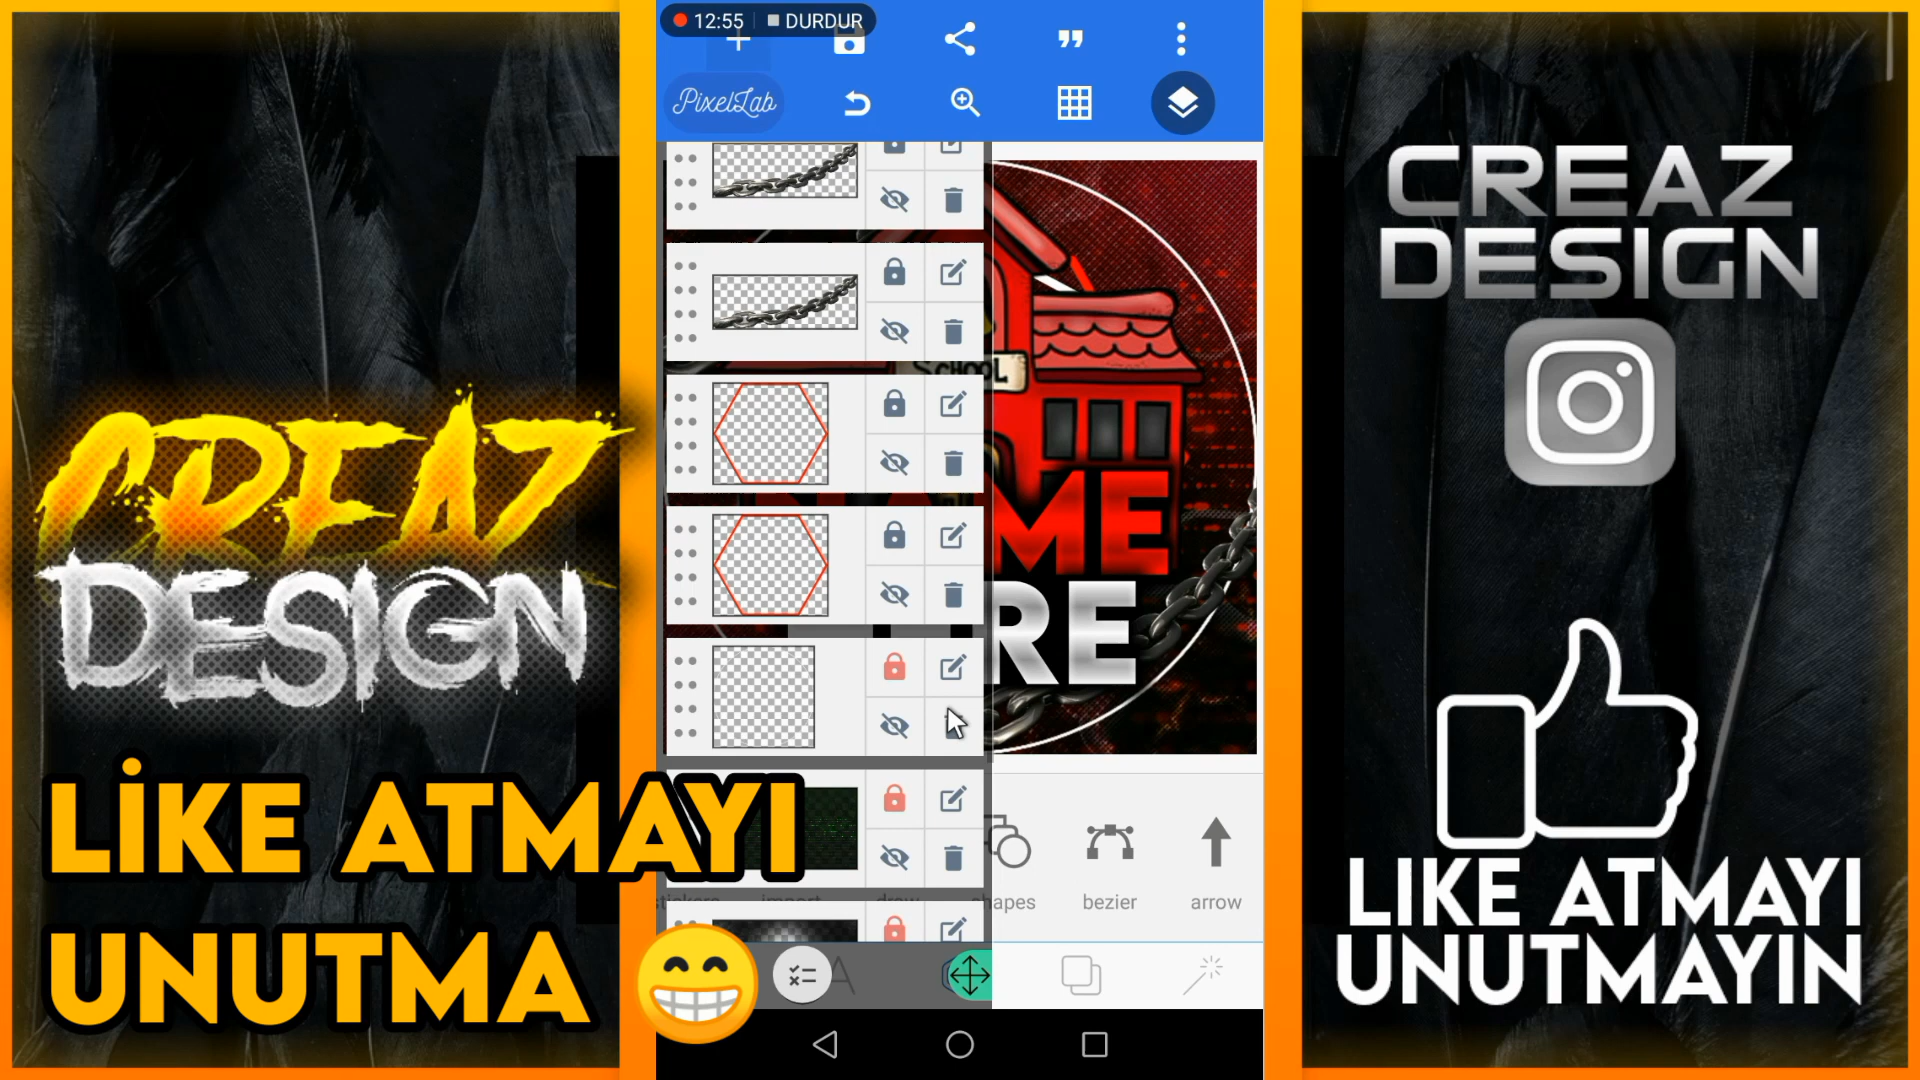 12:55 DURDUR
PixelLab
SCHOOL
ME
RE
shapes
bezier
arrow
CREAZ
DESIGN
LİKE ATMAYI
UNUTMA
CREAZ
DESIGN
LIKE ATMAYI
UNUTMAYIN